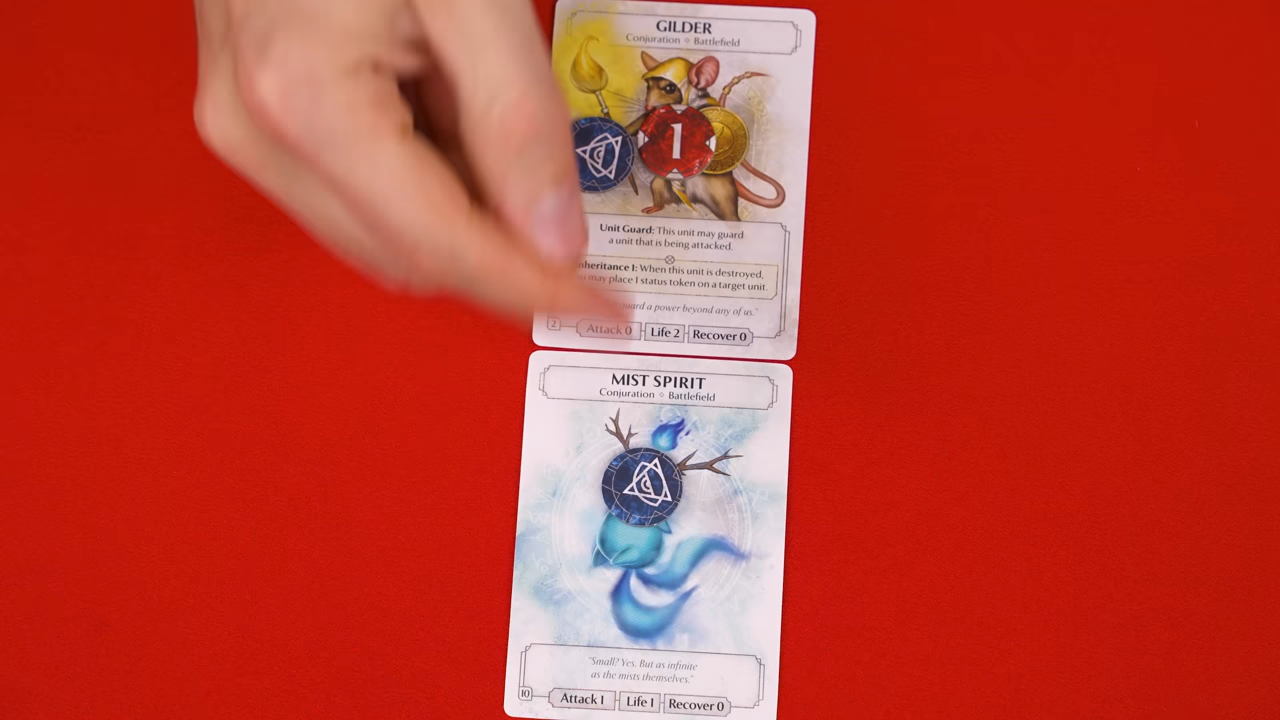 GILDER
Conjuration ◇ Battlefield
1
Unit Guard: This unit may guard
a unit that is being attacked.
nheritance 1: When this unit is destroyed,
may place 1 status token on a target unit.
a power beyond any of us."
2
Attack 0
Life 2
Recover 0
MIST SPIRIT
Conjuration ◇ Battlefield
"Small? Yes. But as infinite
as the mists themselves."
10
Attack 1
Life 1
Recover 0